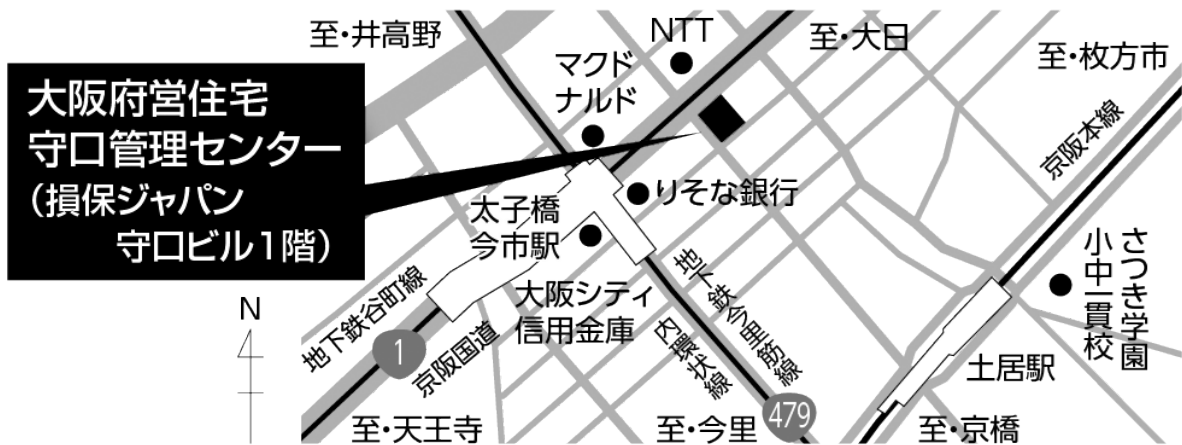 至・井高野
NTT
至・大日
至・枚方市
マクド
ナルド
大阪府営住宅
守口管理センター
（損保ジャパン
守口ビル1階）
京阪本線
りそな銀行
太子橋
今市駅
さつき学園
小中一貫校
大阪シティ
信用金庫
地下鉄谷町線
地下鉄今里筋線
内環状線
京阪国道
N
1
土居駅
479
至・天王寺
至・今里
至・京橋